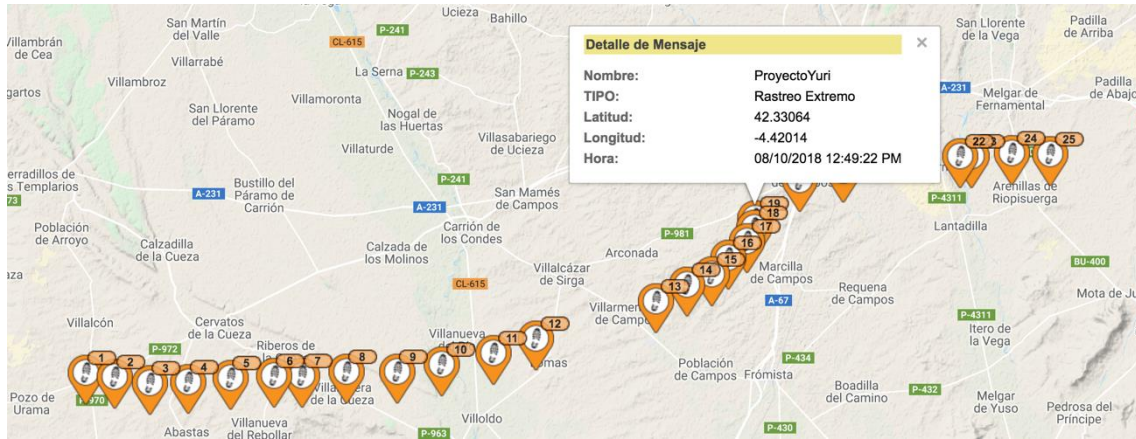 Ucieza
Bahillo
San Martín
del Valle
P-241
CL-615
Villambrán
de Cea
Villarrabé
La Serna
P-243
Villambroz
Villamoronta
San Llorente
del Páramo
Nogal de
las Huertas
Villaturde
Villasabariego
de Ucieza
P-241
A-231
Bustillo del
Páramo de
Carrión
A-231
San Mamés
de Campos
Población
de Arroyo
Calzadilla
de la Cueza
Carrión de
los Condes
Calzada de
los Molinos
CL-615
Arconada
P-981
Villalcázar
de Sirga
Detalle de Mensaje ×
Nombre: ProyectoYuri
TIPO: Rastreo Extremo
Latitud: 42.33064
Longitud: -4.42014
Hora: 08/10/2018 12:49:22 PM
San Llorente
de la Vega
Padilla
de Arriba
A-231
Melgar de
Fernamental
Padilla
de Abajo
22
24
25
Arenillas de
Riopisuerga
P-4311
Lantadilla
19
18
17
16
15
14
13
Marcilla
de Campos
A-67
Requena
de Campos
BU-400
P-4311
Itero de
la Vega
Villalcón
Cervatos
de la Cueza
P-972
Riberos de
Villanueva
1
2
3
4
5
6
7
8
9
10
11
12
P-970
Pozo de
Urama
Abastas
Villanueva
del Rebollar
de la Cueza
P-963
Villoldo
Población
de Campos
Frómista
P-434
Boadilla
del Camino
P-432
Melgar
de Yuso
Pedrosa del
Príncipe
P-430